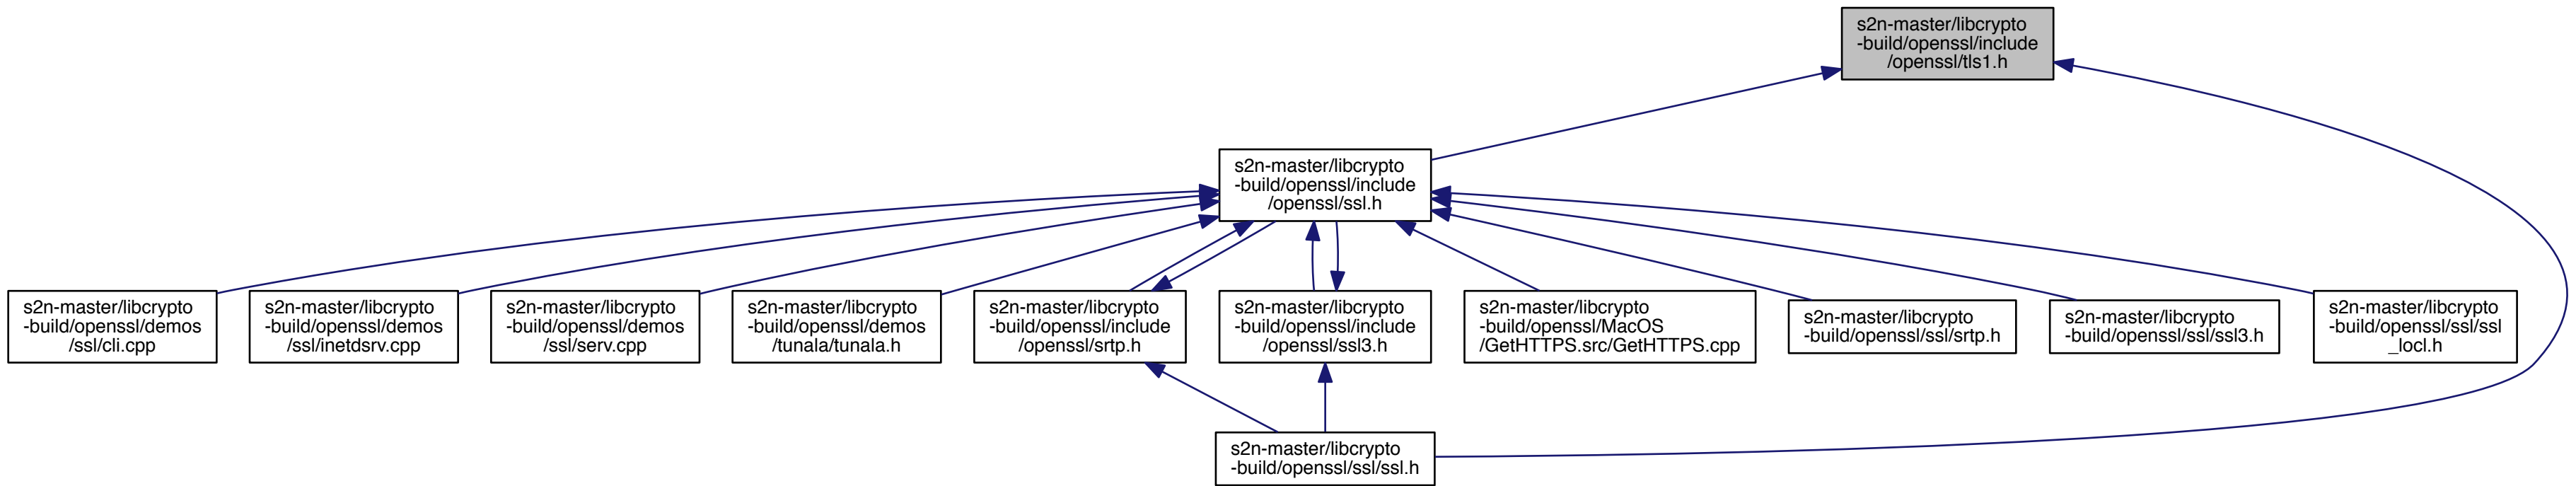 s2n-master/libcrypto
-build/openssl/include
/openssl/tls1.h
s2n-master/libcrypto
-build/openssl/include
/openssl/ssl.h
s2n-master/libcrypto
-build/openssl/demos
/ssl/cli.cpp
s2n-master/libcrypto
-build/openssl/demos
/ssl/inetdsrv.cpp
s2n-master/libcrypto
-build/openssl/demos
/ssl/serv.cpp
s2n-master/libcrypto
-build/openssl/demos
/tunala/tunala.h
s2n-master/libcrypto
-build/openssl/include
/openssl/srtp.h
s2n-master/libcrypto
-build/openssl/include
/openssl/ssl3.h
s2n-master/libcrypto
-build/openssl/MacOS
/GetHTTPS.src/GetHTTPS.cpp
s2n-master/libcrypto
-build/openssl/ssl/srtp.h
s2n-master/libcrypto
-build/openssl/ssl/ssl3.h
s2n-master/libcrypto
-build/openssl/ssl/ssl
_locl.h
s2n-master/libcrypto
-build/openssl/ssl/ssl.h